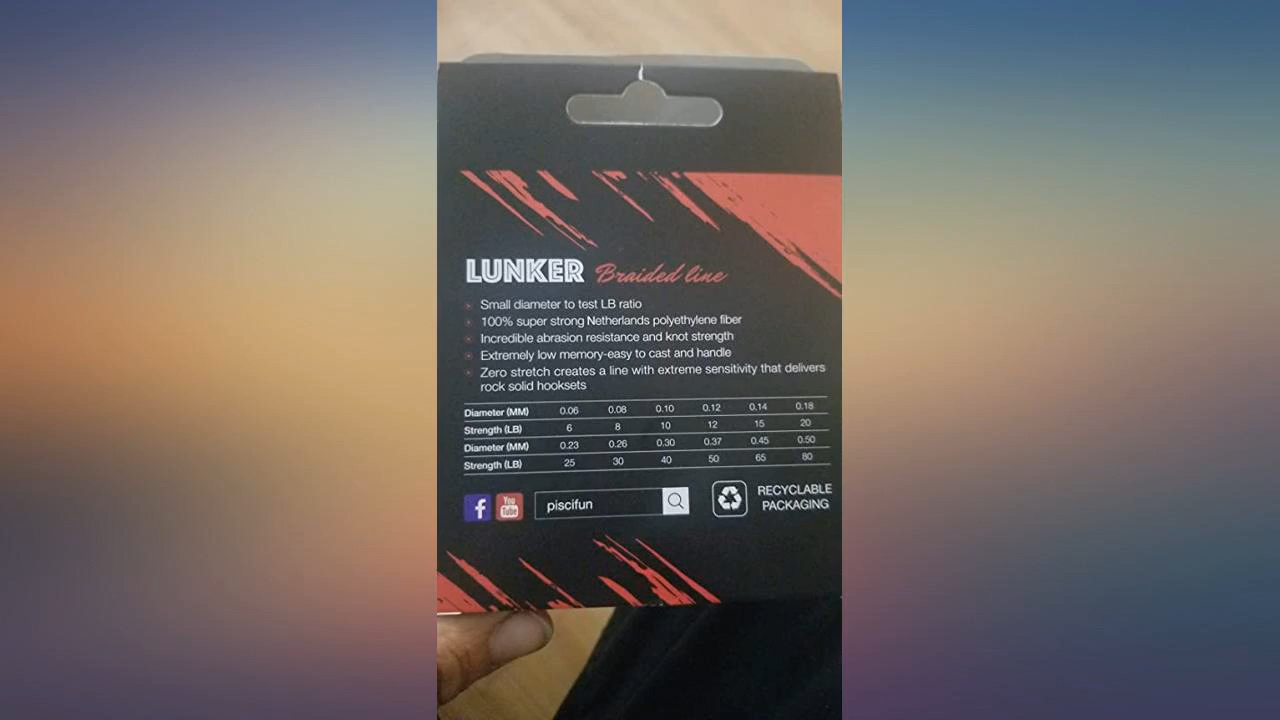 LUNKER Braided line
Small diameter to test LB ratio
100% super strong Netherlands polyethylene fiber
Incredible abrasion resistance and knot strength
Extremely low memory-easy to cast and handle
Zero stretch creates a line with extreme sensitivity that delivers
rock solid hooksets
Diameter (MM) 0.06 0.08 0.10 0.12 0.14 0.18
Strength (LB) 6 8 10 12 15 20
Diameter (MM) 0.23 0.26 0.30 0.37 0.45 0.50
Strength (LB) 25 30 40 50 65 80
f You Tube piscifun RECYCLABLE
PACKAGING